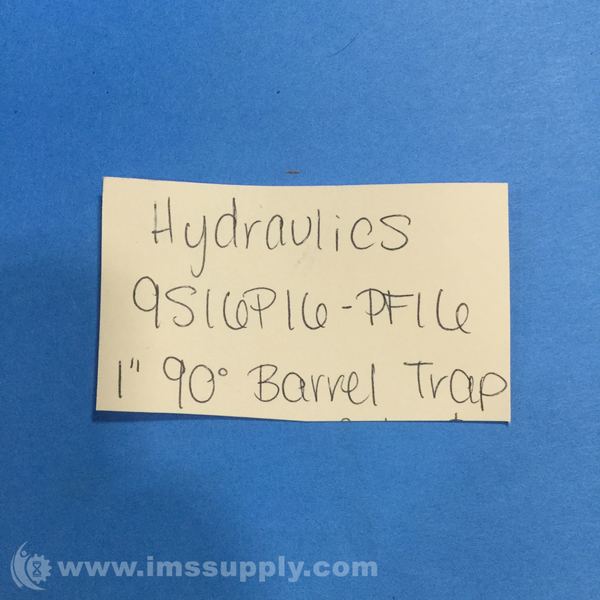 Hydraulics
9S16P16-PF16
1" 90° Barrel Trap
www.imssupply.com